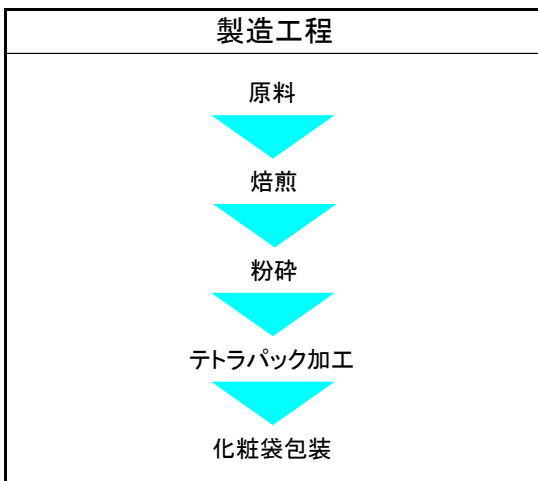 製造工程
原料
焙煎
粉砕
テトラパック加工
化粧袋包装